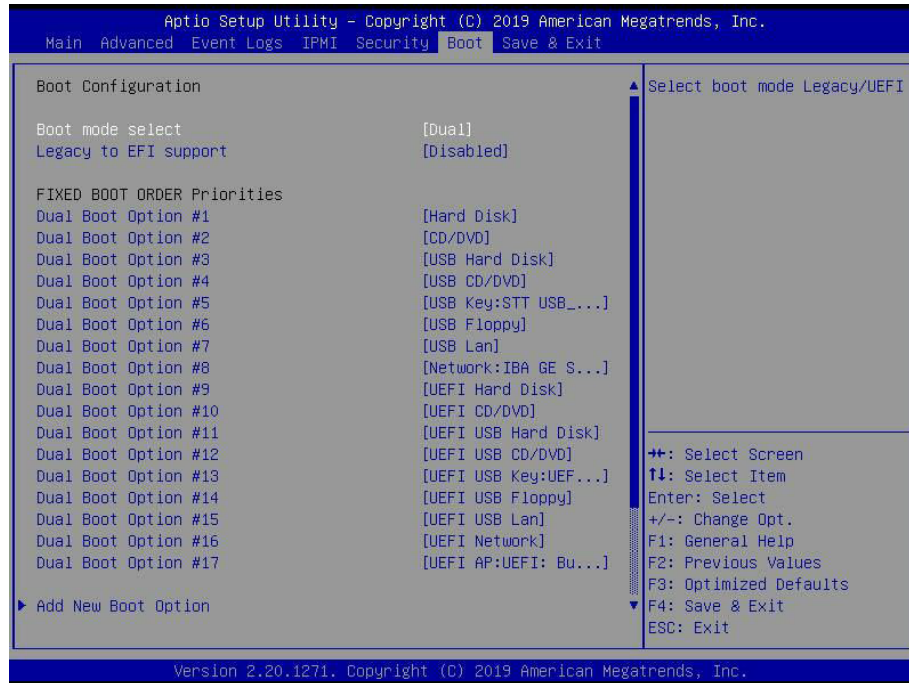 Aptio Setup Utility – Copyright (C) 2019 American Megatrends, Inc.
Main Advanced Event Logs IPMI Security Boot Save & Exit
Boot Configuration
Boot mode select [Dual]
Legacy to EFI support [Disabled]
FIXED BOOT ORDER Priorities
Dual Boot Option #1 [Hard Disk]
Dual Boot Option #2 [CD/DVD]
Dual Boot Option #3 [USB Hard Disk]
Dual Boot Option #4 [USB CD/DVD]
Dual Boot Option #5 [USB Key:STT USB_...]
Dual Boot Option #6 [USB Floppy]
Dual Boot Option #7 [USB Lan]
Dual Boot Option #8 [Network:IBA GE S...]
Dual Boot Option #9 [UEFI Hard Disk]
Dual Boot Option #10 [UEFI CD/DVD]
Dual Boot Option #11 [UEFI USB Hard Disk]
Dual Boot Option #12 [UEFI USB CD/DVD]
Dual Boot Option #13 [UEFI USB Key:UEF...]
Dual Boot Option #14 [UEFI USB Floppy]
Dual Boot Option #15 [UEFI USB Lan]
Dual Boot Option #16 [UEFI Network]
Dual Boot Option #17 [UEFI AP:UEFI: Bu...]
Add New Boot Option
Select boot mode Legacy/UEFI
→←: Select Screen
↑↓: Select Item
Enter: Select
+/-: Change Opt.
F1: General Help
F2: Previous Values
F3: Optimized Defaults
F4: Save & Exit
ESC: Exit
Version 2.20.1271. Copyright (C) 2019 American Megatrends, Inc.